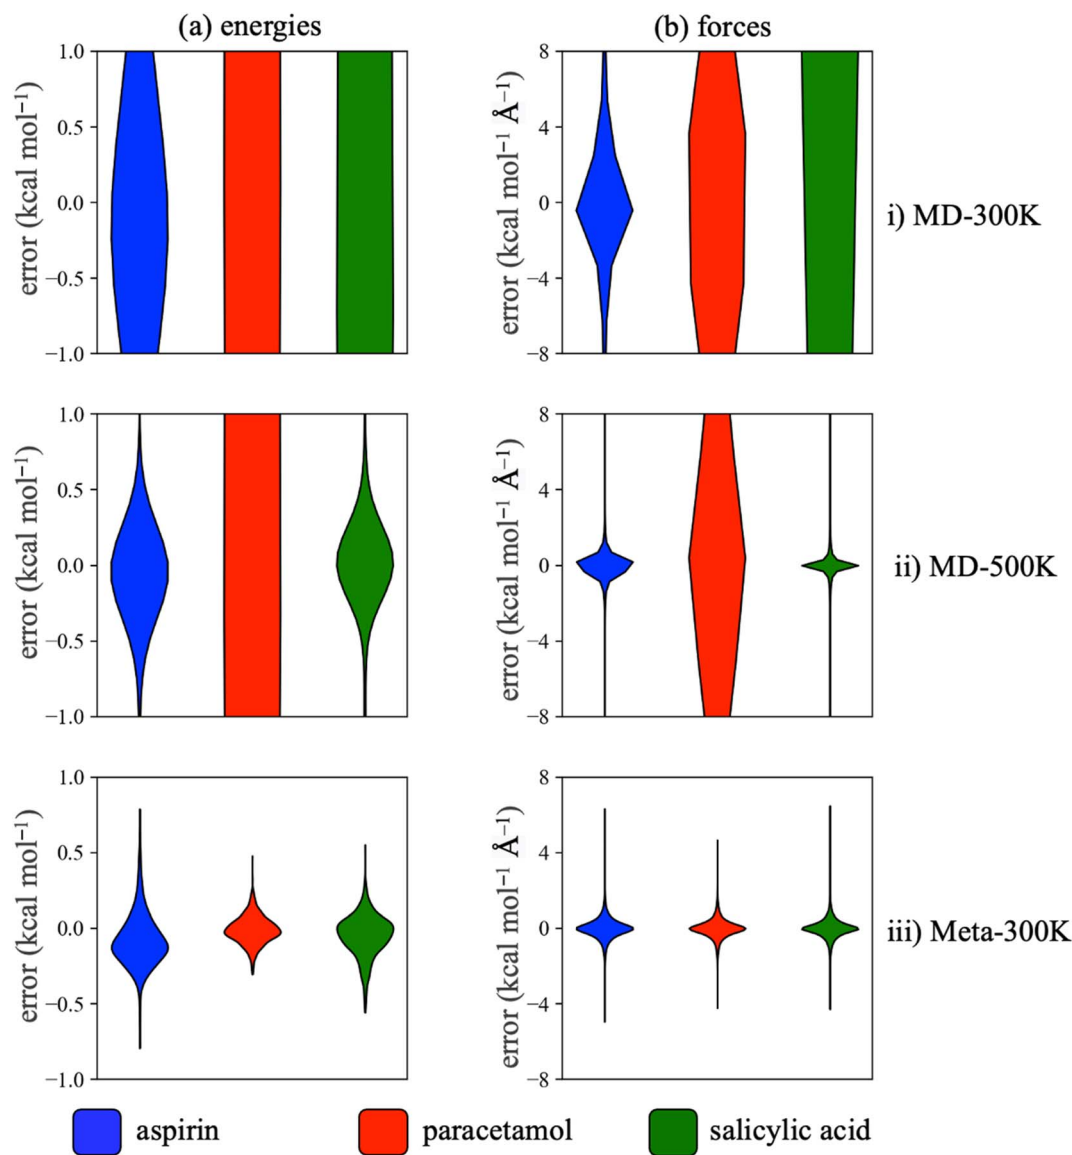 (a) energies
(b) forces
error (kcal mol⁻¹)
1.0
0.5
0.0
−0.5
−1.0
error (kcal mol⁻¹ Å⁻¹)
8
4
0
−4
−8
i) MD-300K
error (kcal mol⁻¹)
1.0
0.5
0.0
−0.5
−1.0
error (kcal mol⁻¹ Å⁻¹)
8
4
0
−4
−8
ii) MD-500K
error (kcal mol⁻¹)
1.0
0.5
0.0
−0.5
−1.0
error (kcal mol⁻¹ Å⁻¹)
8
4
0
−4
−8
iii) Meta-300K
aspirin
paracetamol
salicylic acid